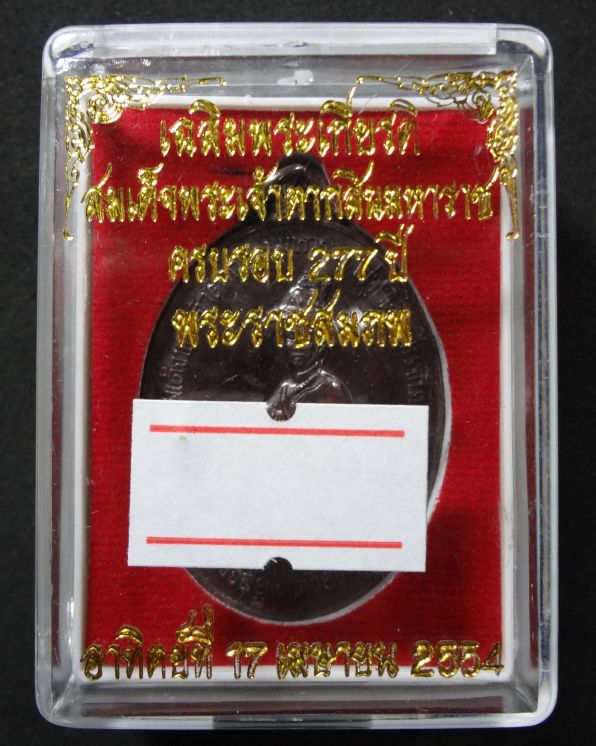 เฉลิมพระเกียรติ
สมเด็จพระเจ้าตากสินมหาราช
ครบรอบ 277 ปี
พระราชสมภพ
อาทิตย์ที่ 17 เมษายน 2554